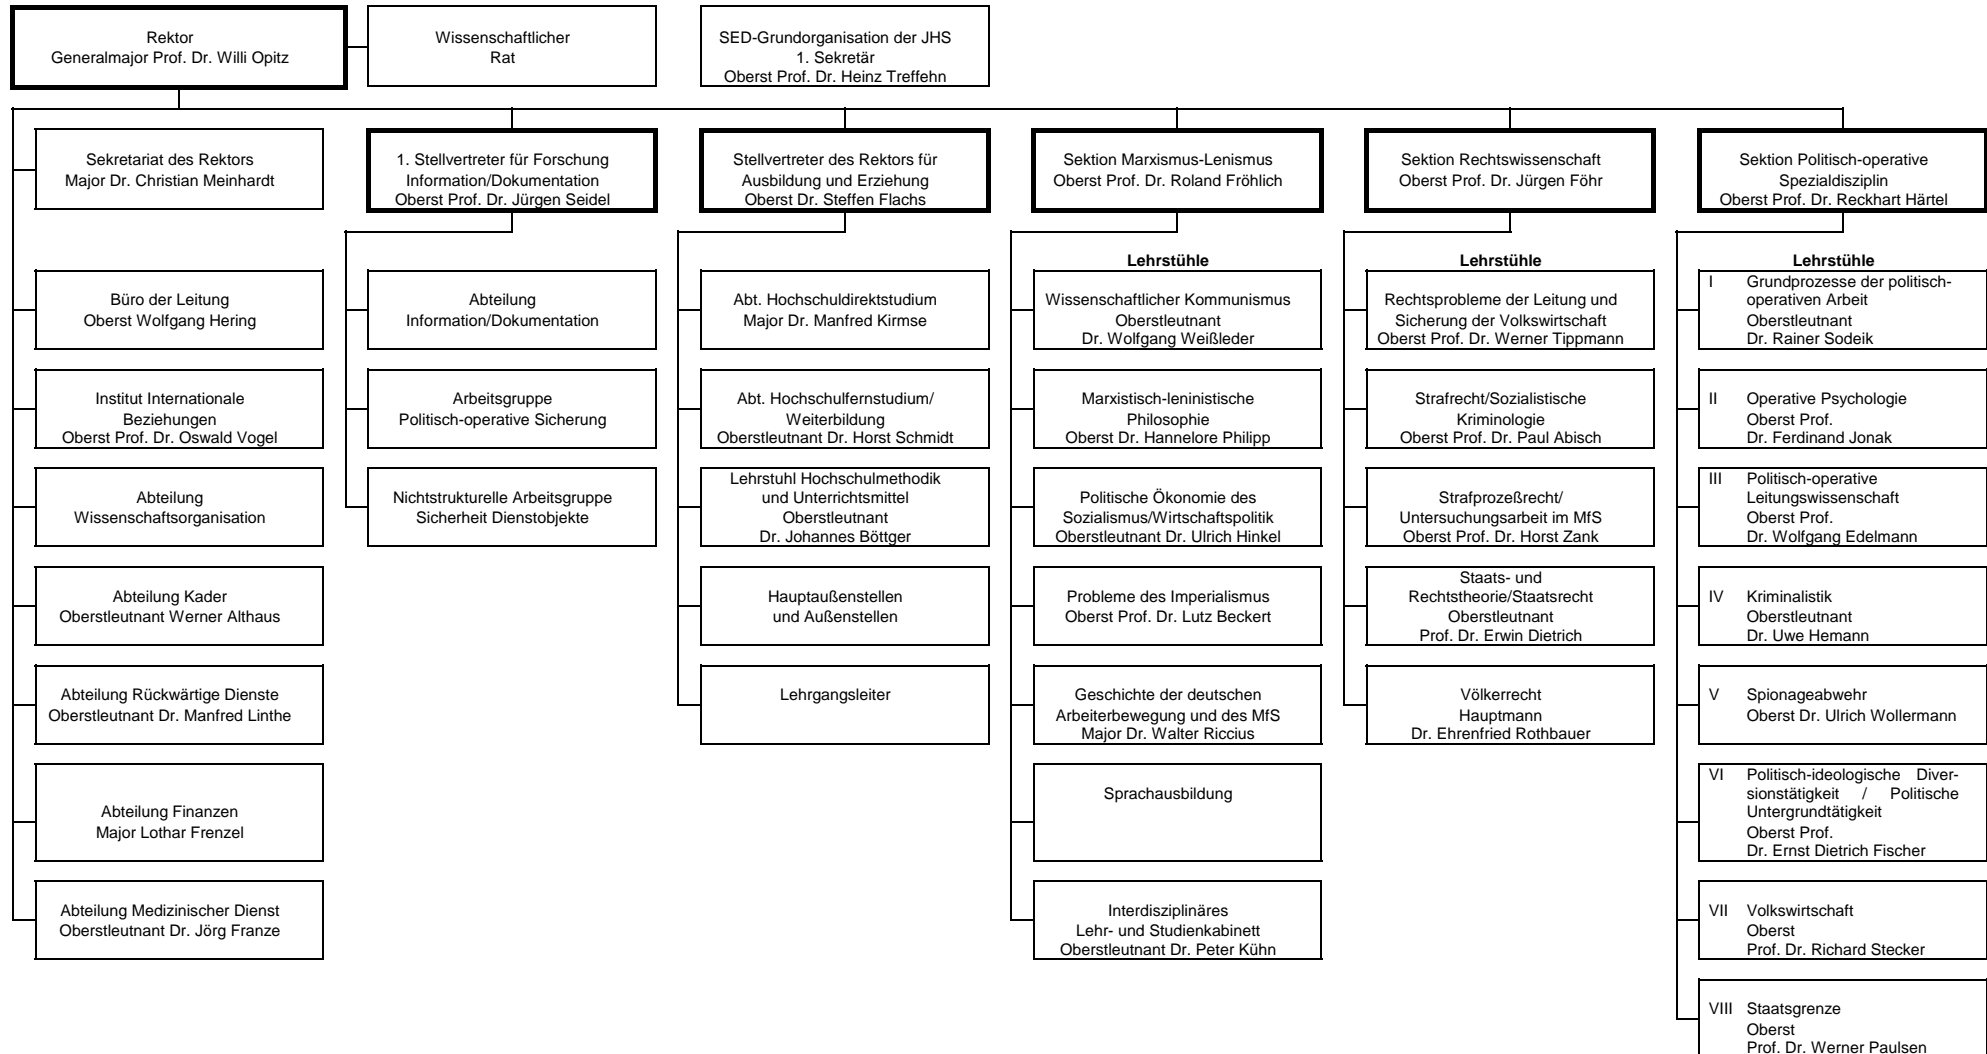 Rektor
Generalmajor Prof. Dr. Willi Opitz
Wissenschaftlicher
Rat
SED-Grundorganisation der JHS
1. Sekretär
Oberst Prof. Dr. Heinz Treffehn
Sekretariat des Rektors
Major Dr. Christian Meinhardt
Büro der Leitung
Oberst Wolfgang Hering
Institut Internationale
Beziehungen
Oberst Prof. Dr. Oswald Vogel
Abteilung
Wissenschaftsorganisation
Abteilung Kader
Oberstleutnant Werner Althaus
Abteilung Rückwärtige Dienste
Oberstleutnant Dr. Manfred Linthe
Abteilung Finanzen
Major Lothar Frenzel
Abteilung Medizinischer Dienst
Oberstleutnant Dr. Jörg Franze
1. Stellvertreter für Forschung
Information/Dokumentation
Oberst Prof. Dr. Jürgen Seidel
Abteilung
Information/Dokumentation
Arbeitsgruppe
Politisch-operative Sicherung
Nichtstrukturelle Arbeitsgruppe
Sicherheit Dienstobjekte
Stellvertreter des Rektors für
Ausbildung und Erziehung
Oberst Dr. Steffen Flachs
Abt. Hochschuldirektstudium
Major Dr. Manfred Kirmse
Abt. Hochschulfernstudium/
Weiterbildung
Oberstleutnant Dr. Horst Schmidt
Lehrstuhl Hochschulmethodik
und Unterrichtsmittel
Oberstleutnant
Dr. Johannes Böttger
Hauptaußenstellen
und Außenstellen
Lehrgangsleiter
Sektion Marxismus-Lenismus
Oberst Prof. Dr. Roland Fröhlich
Lehrstühle
Wissenschaftlicher Kommunismus
Oberstleutnant
Dr. Wolfgang Weißleder
Marxistisch-leninistische
Philosophie
Oberst Dr. Hannelore Philipp
Politische Ökonomie des
Sozialismus/Wirtschaftspolitik
Oberstleutnant Dr. Ulrich Hinkel
Probleme des Imperialismus
Oberst Prof. Dr. Lutz Beckert
Geschichte der deutschen
Arbeiterbewegung und des MfS
Major Dr. Walter Riccius
Sprachausbildung
Interdisziplinäres
Lehr- und Studienkabinett
Oberstleutnant Dr. Peter Kühn
Sektion Rechtswissenschaft
Oberst Prof. Dr. Jürgen Föhr
Lehrstühle
Rechtsprobleme der Leitung und
Sicherung der Volkswirtschaft
Oberst Prof. Dr. Werner Tippmann
Strafrecht/Sozialistische
Kriminologie
Oberst Prof. Dr. Paul Abisch
Strafprozeßrecht/
Untersuchungsarbeit im MfS
Oberst Prof. Dr. Horst Zank
Staats- und
Rechtstheorie/Staatsrecht
Oberstleutnant
Prof. Dr. Erwin Dietrich
Völkerrecht
Hauptmann
Dr. Ehrenfried Rothbauer
Sektion Politisch-operative
Spezialdisziplin
Oberst Prof. Dr. Reckhart Härtel
Lehrstühle
I Grundprozesse der politisch-
operativen Arbeit
Oberstleutnant
Dr. Rainer Sodeik
II Operative Psychologie
Oberst Prof.
Dr. Ferdinand Jonak
III Politisch-operative
Leitungswissenschaft
Oberst Prof.
Dr. Wolfgang Edelmann
IV Kriminalistik
Oberstleutnant
Dr. Uwe Hemann
V Spionageabwehr
Oberst Dr. Ulrich Wollermann
VI Politisch-ideologische Diver-
sionstätigkeit / Politische
Untergrundtätigkeit
Oberst Prof.
Dr. Ernst Dietrich Fischer
VII Volkswirtschaft
Oberst
Prof. Dr. Richard Stecker
VIII Staatsgrenze
Oberst
Prof. Dr. Werner Paulsen